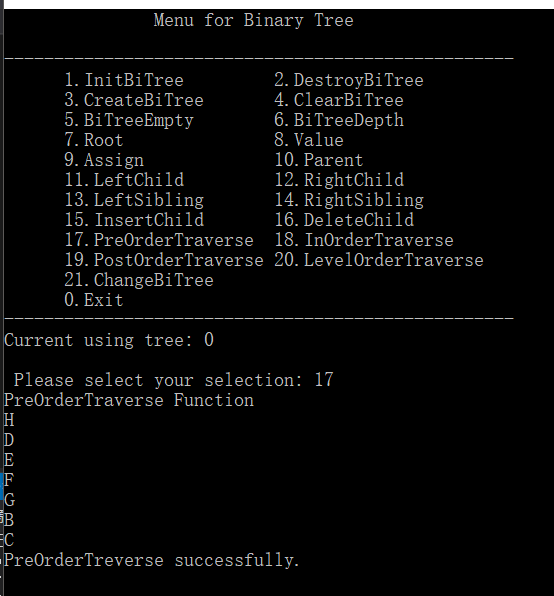 Menu for Binary Tree
---------------------------------------------------
1.InitBiTree 2.DestroyBiTree
3.CreateBiTree 4.ClearBiTree
5.BiTreeEmpty 6.BiTreeDepth
7.Root 8.Value
9.Assign 10.Parent
11.LeftChild 12.RightChild
13.LeftSibling 14.RightSibling
15.InsertChild 16.DeleteChild
17.PreOrderTraverse 18.InOrderTraverse
19.PostOrderTraverse 20.LevelOrderTraverse
21.ChangeBiTree
0.Exit
---------------------------------------------------
Current using tree: 0
Please select your selection: 17
PreOrderTraverse Function
H
D
E
F
G
B
C
PreOrderTreverse successfully.